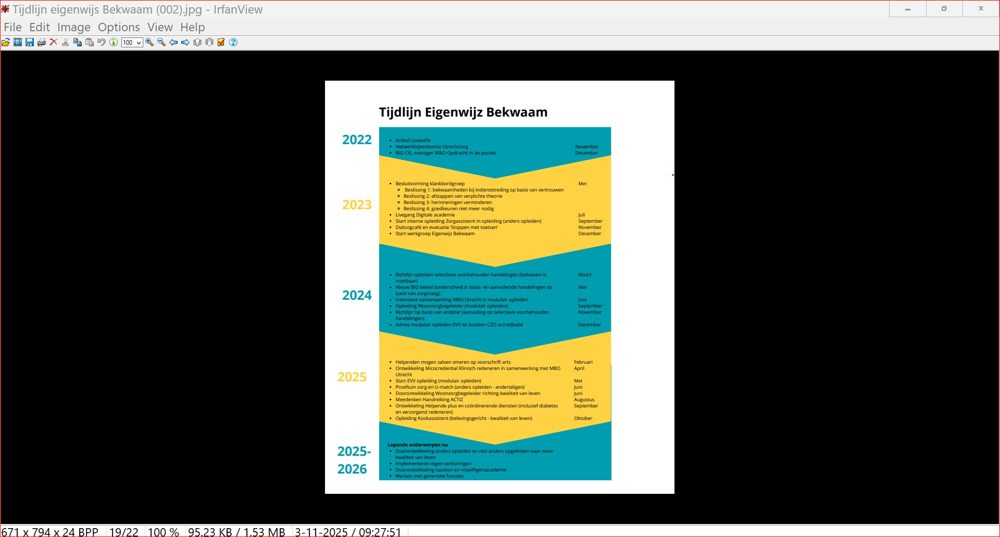 Tijdlijn eigenwijs Bekwaam (002).jpg - IrfanView
File Edit Image Options View Help
100
Tijdlijn Eigenwijz Bekwaam
2022
• Artikel LinkedIN
• Netwerkbijeenkomst Utrechtzorg November
• BIG CIE, manager M&O Opdracht in de pocket December
2023
• Besluitvorming klankbordgroep Mei
Beslissing 1: bekwaamheden bij indiensttreding op basis van vertrouwen
Beslissing 2: afstappen van verplichte theorie
Beslissing 3: herinneringen verminderen
Beslissing 4: goedkeuren niet meer nodig
• Livegang Digitale academie Juli
• Start interne opleiding Zorgassistent in opleiding (anders opleiden) September
• Dialoogcafé en evaluatie 'Stoppen met toetsen' November
• Start werkgroep Eigenwijz Bekwaam December
2024
• Richtlijn opleiden selectieve voorbehouden handelingen (bekwaam is Maart
inzetbaar)
• Nieuw BIG beleid (onderscheid in basis- en aanvullende handelingen op Mei
basis van zorgvraag)
• Intensieve samenwerking MBO Utrecht in modulair opleiden Juni
• Opleiding Woonzorgbegeleider (modulair opleiden) September
• Richtlijn 'op basis van ambitie' (aanvulling op selectieve voorbehouden November
handelingen)
• Advies modulair opleiden EVV en loslaten CZO accreditatie December
2025
• Helpenden mogen zalven smeren op voorschrift arts Februari
• Ontwikkeling Micocredential Klinisch redeneren in samenwerking met MBO April
Utrecht
• Start EVV opleiding (modulair opleiden) Mei
• Proeftuin zorg en U-match (anders opleiden - andertaligen) Juni
• Doorontwikkeling Woonzorgbegeleider richting kwaliteit van leven Juni
• Meedenken Handreiking ACTIZ Augustus
• Ontwikkeling Helpende plus en coördinerende diensten (inclusief diabetes September
en verzorgend redeneren)
• Opleiding Kookassistent (belevingsgericht - kwaliteit van leven) Oktober
2025-
2026
Lopende onderwerpen nu
• Doorontwikkeling anders opleiden en niet anders opgeleiden naar meer
kwaliteit van leven
• Implementeren eigen verklaringen
• Doorontwikkeling naasten en vrijwilligersacademie
• Werken met generieke functies
671 x 794 x 24 BPP 19/22 100 % 95.23 KB / 1.53 MB 3-11-2025 / 09:27:51